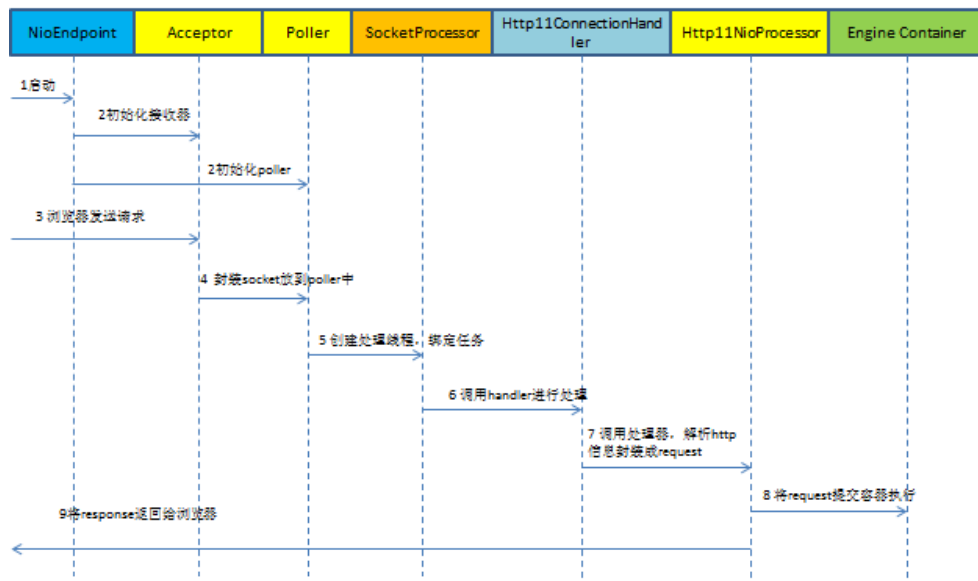 NioEndpoint
Acceptor
Poller
SocketProcessor
Http11ConnectionHand
ler
Http11NioProcessor
Engine Container
1启动
2初始化接收器
2初始化poller
3 浏览器发送请求
4 封装socket放到poller中
5 创建处理线程，绑定任务
6 调用handler进行处理
7 调用处理器，解析http
信息封装成request
8 将request提交容器执行
9将response返回给浏览器